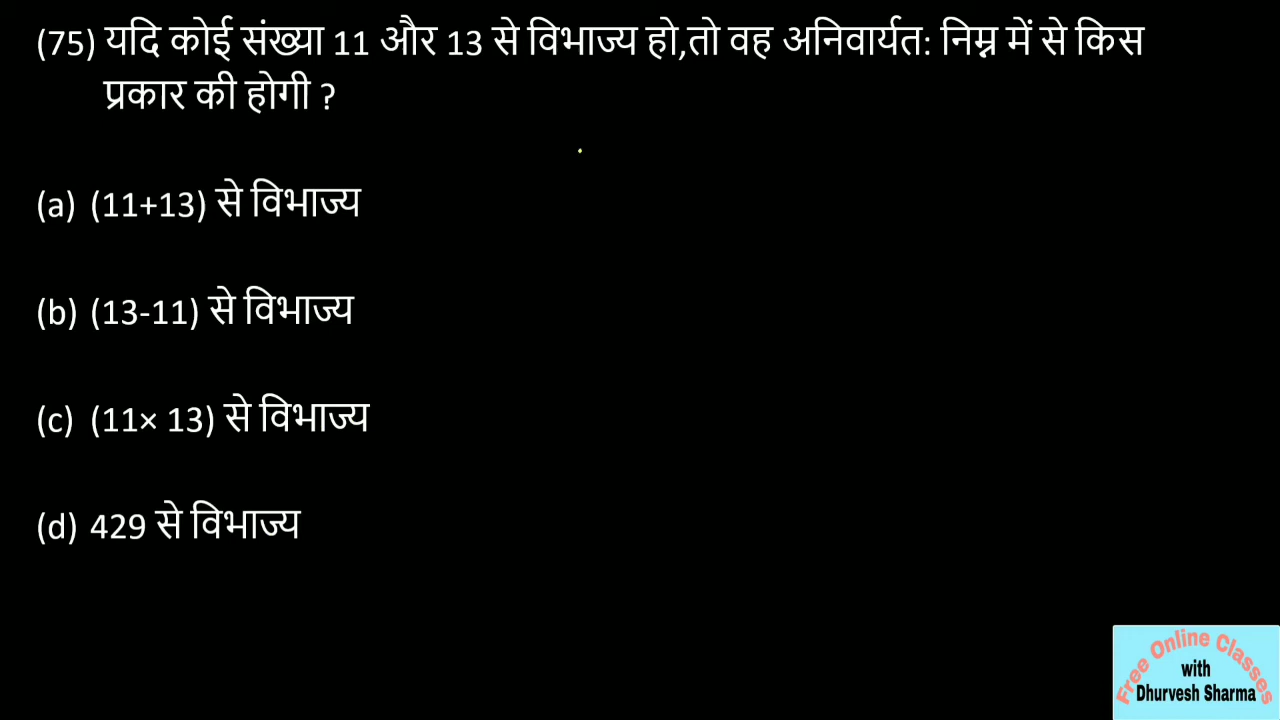 (75) यदि कोई संख्या 11 और 13 से विभाज्य हो,तो वह अनिवार्यत: निम्न में से किस
प्रकार की होगी ?
(a) (11+13) से विभाज्य
(b) (13-11) से विभाज्य
(c) (11× 13) से विभाज्य
(d) 429 से विभाज्य
Free Online Classes
with
Dhurvesh Sharma